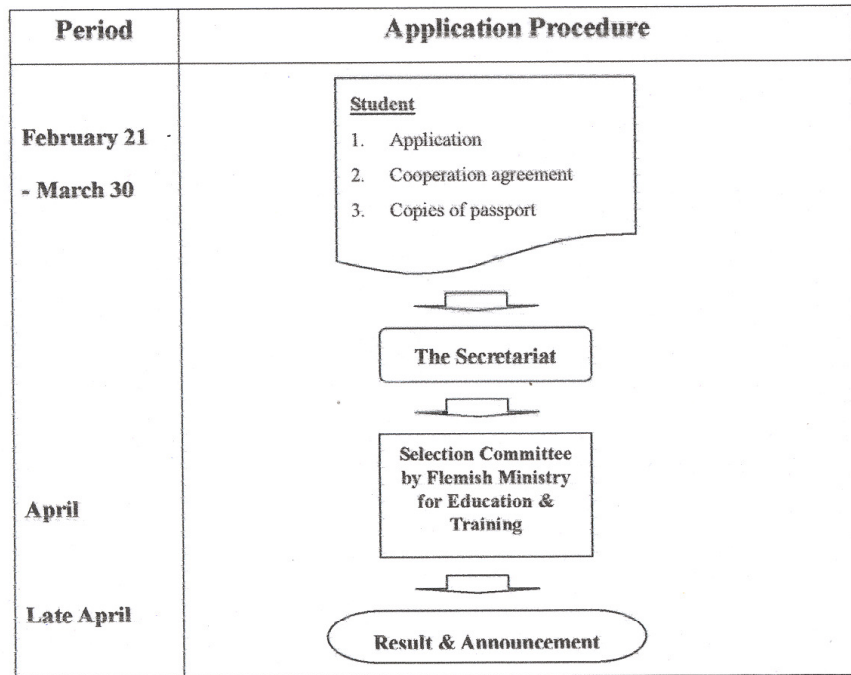 Period
Application Procedure
February 21
- March 30
Student
1. Application
2. Cooperation agreement
3. Copies of passport
The Secretariat
Selection Committee
by Flemish Ministry
for Education &
Training
April
Late April
Result & Announcement